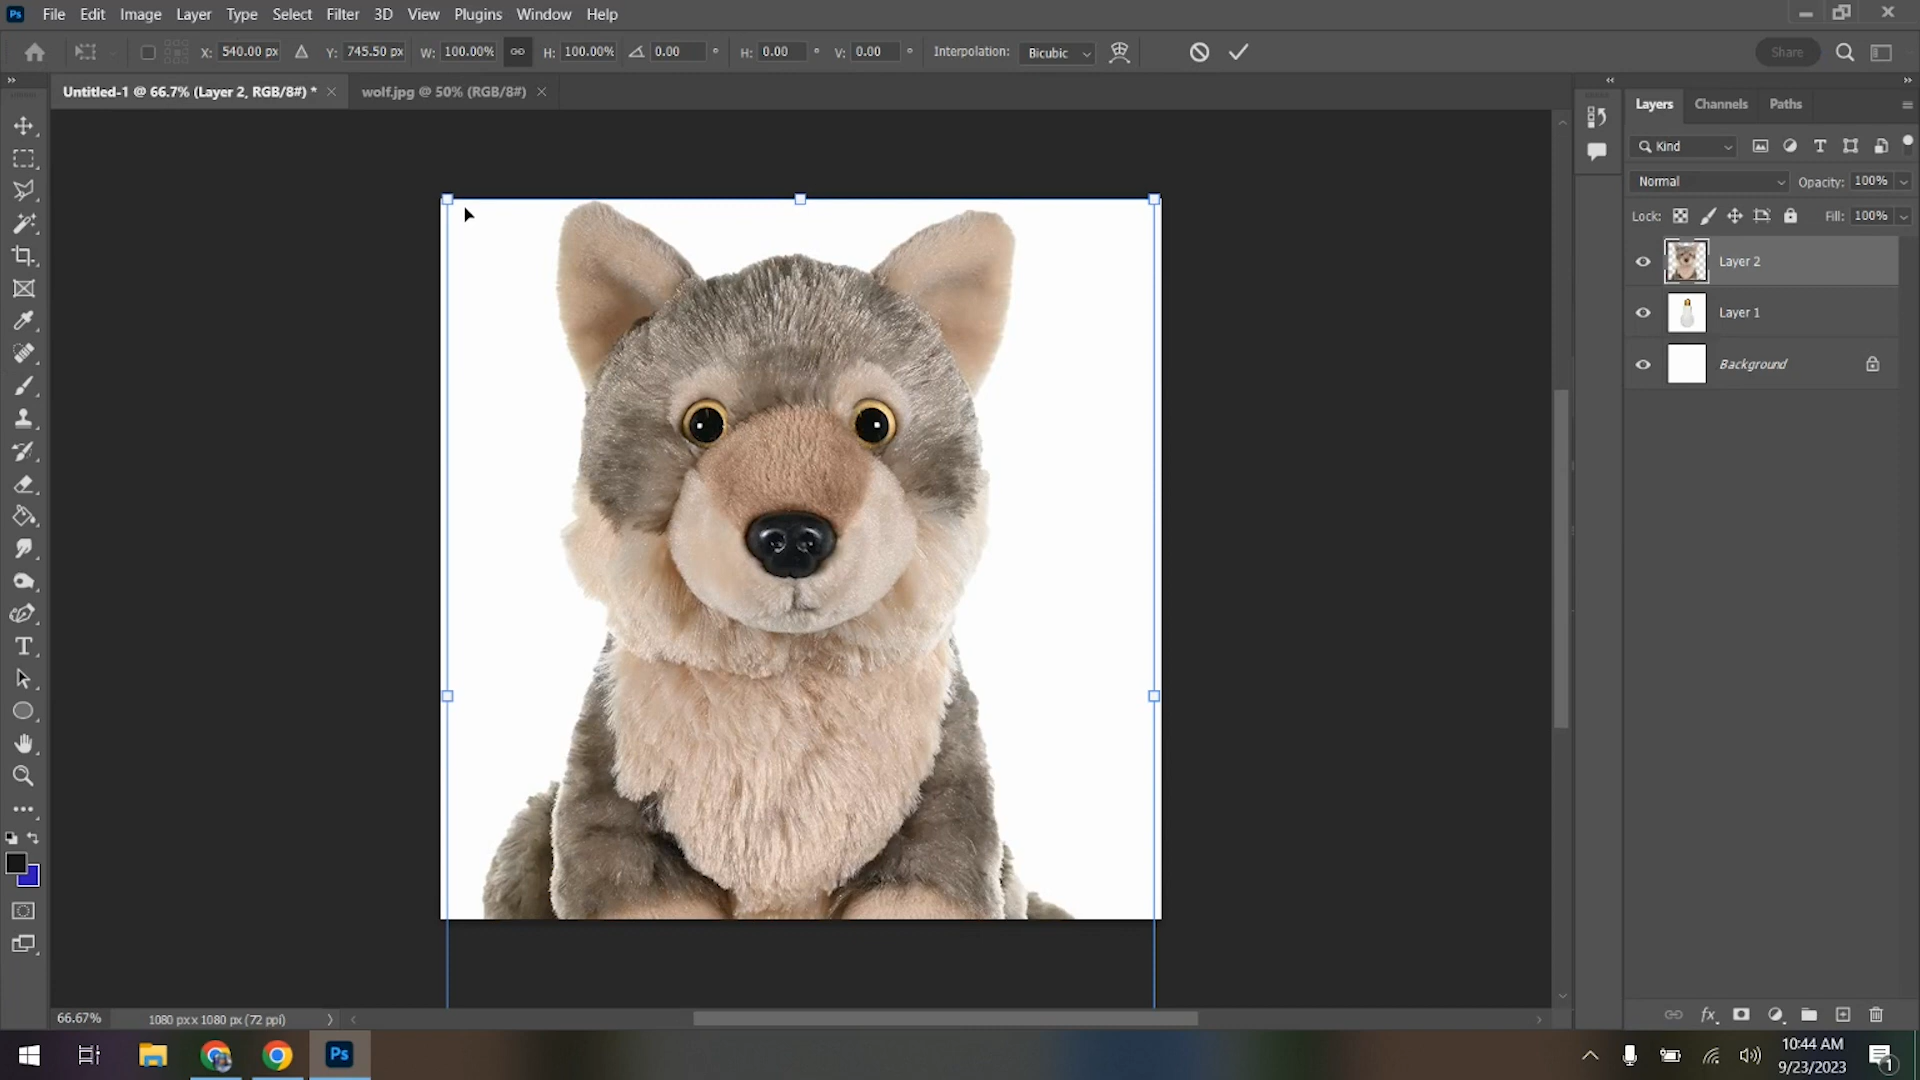 Ps File Edit Image Layer Type Select Filter 3D View Plugins Window Help
X: 540.00 px Y: 745.50 px W: 100.00% H: 100.00% 0.00 ° H: 0.00 ° V: 0.00 ° Interpolation: Bicubic Share
Untitled-1 @ 66.7% (Layer 2, RGB/8#) * wolf.jpg @ 50% (RGB/8#)
Layers Channels Paths
Kind
Normal Opacity: 100%
Lock: Fill: 100%
Layer 2
Layer 1
Background
66.67% 1080 px x 1080 px (72 ppi)
Ps
10:44 AM
9/23/2023
1